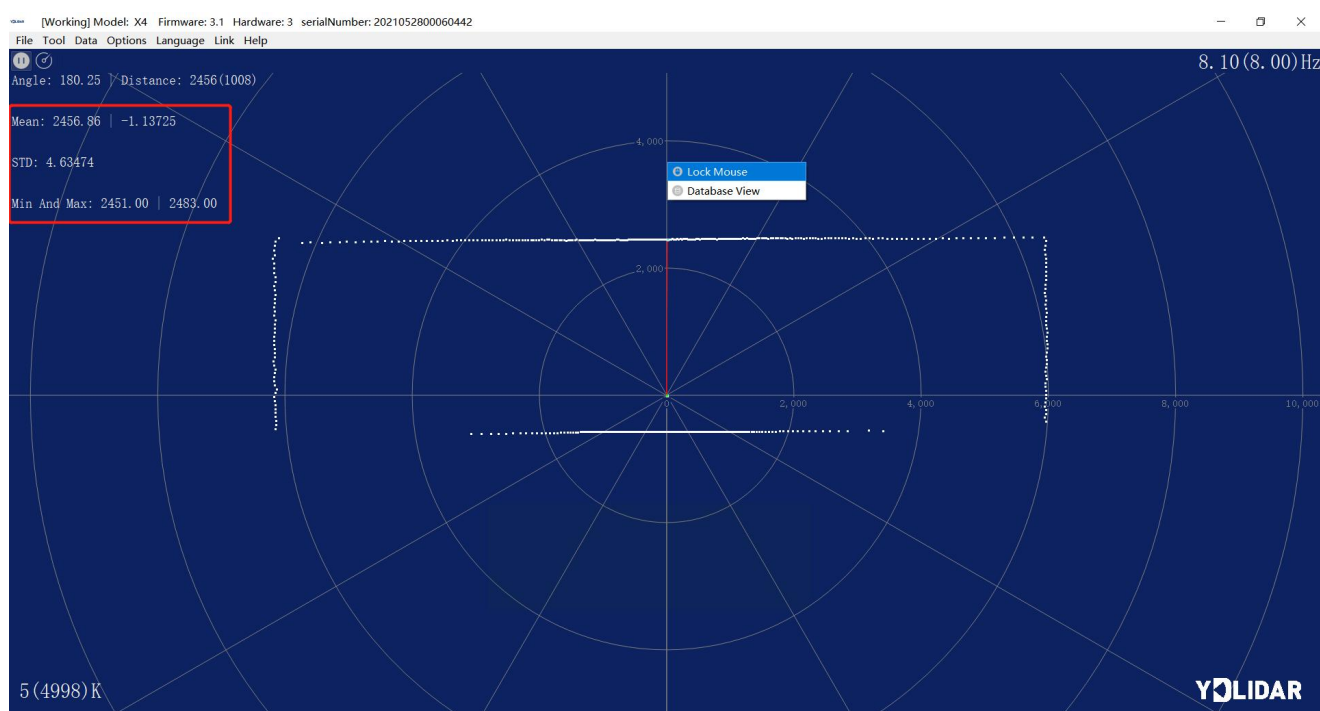 [Working] Model: X4 Firmware: 3.1 Hardware: 3 serialNumber: 2021052800060442
File Tool Data Options Language Link Help
8.10(8.00)Hz
Angle: 180.25 | Distance: 2456(1008)
Mean: 2456.86 | -1.13725
STD: 4.63474
Min And Max: 2451.00 | 2483.00
4,000
Lock Mouse
Database View
2,000
0 2,000 4,000 6,000 8,000 10,000
5(4998)K
YDLIDAR